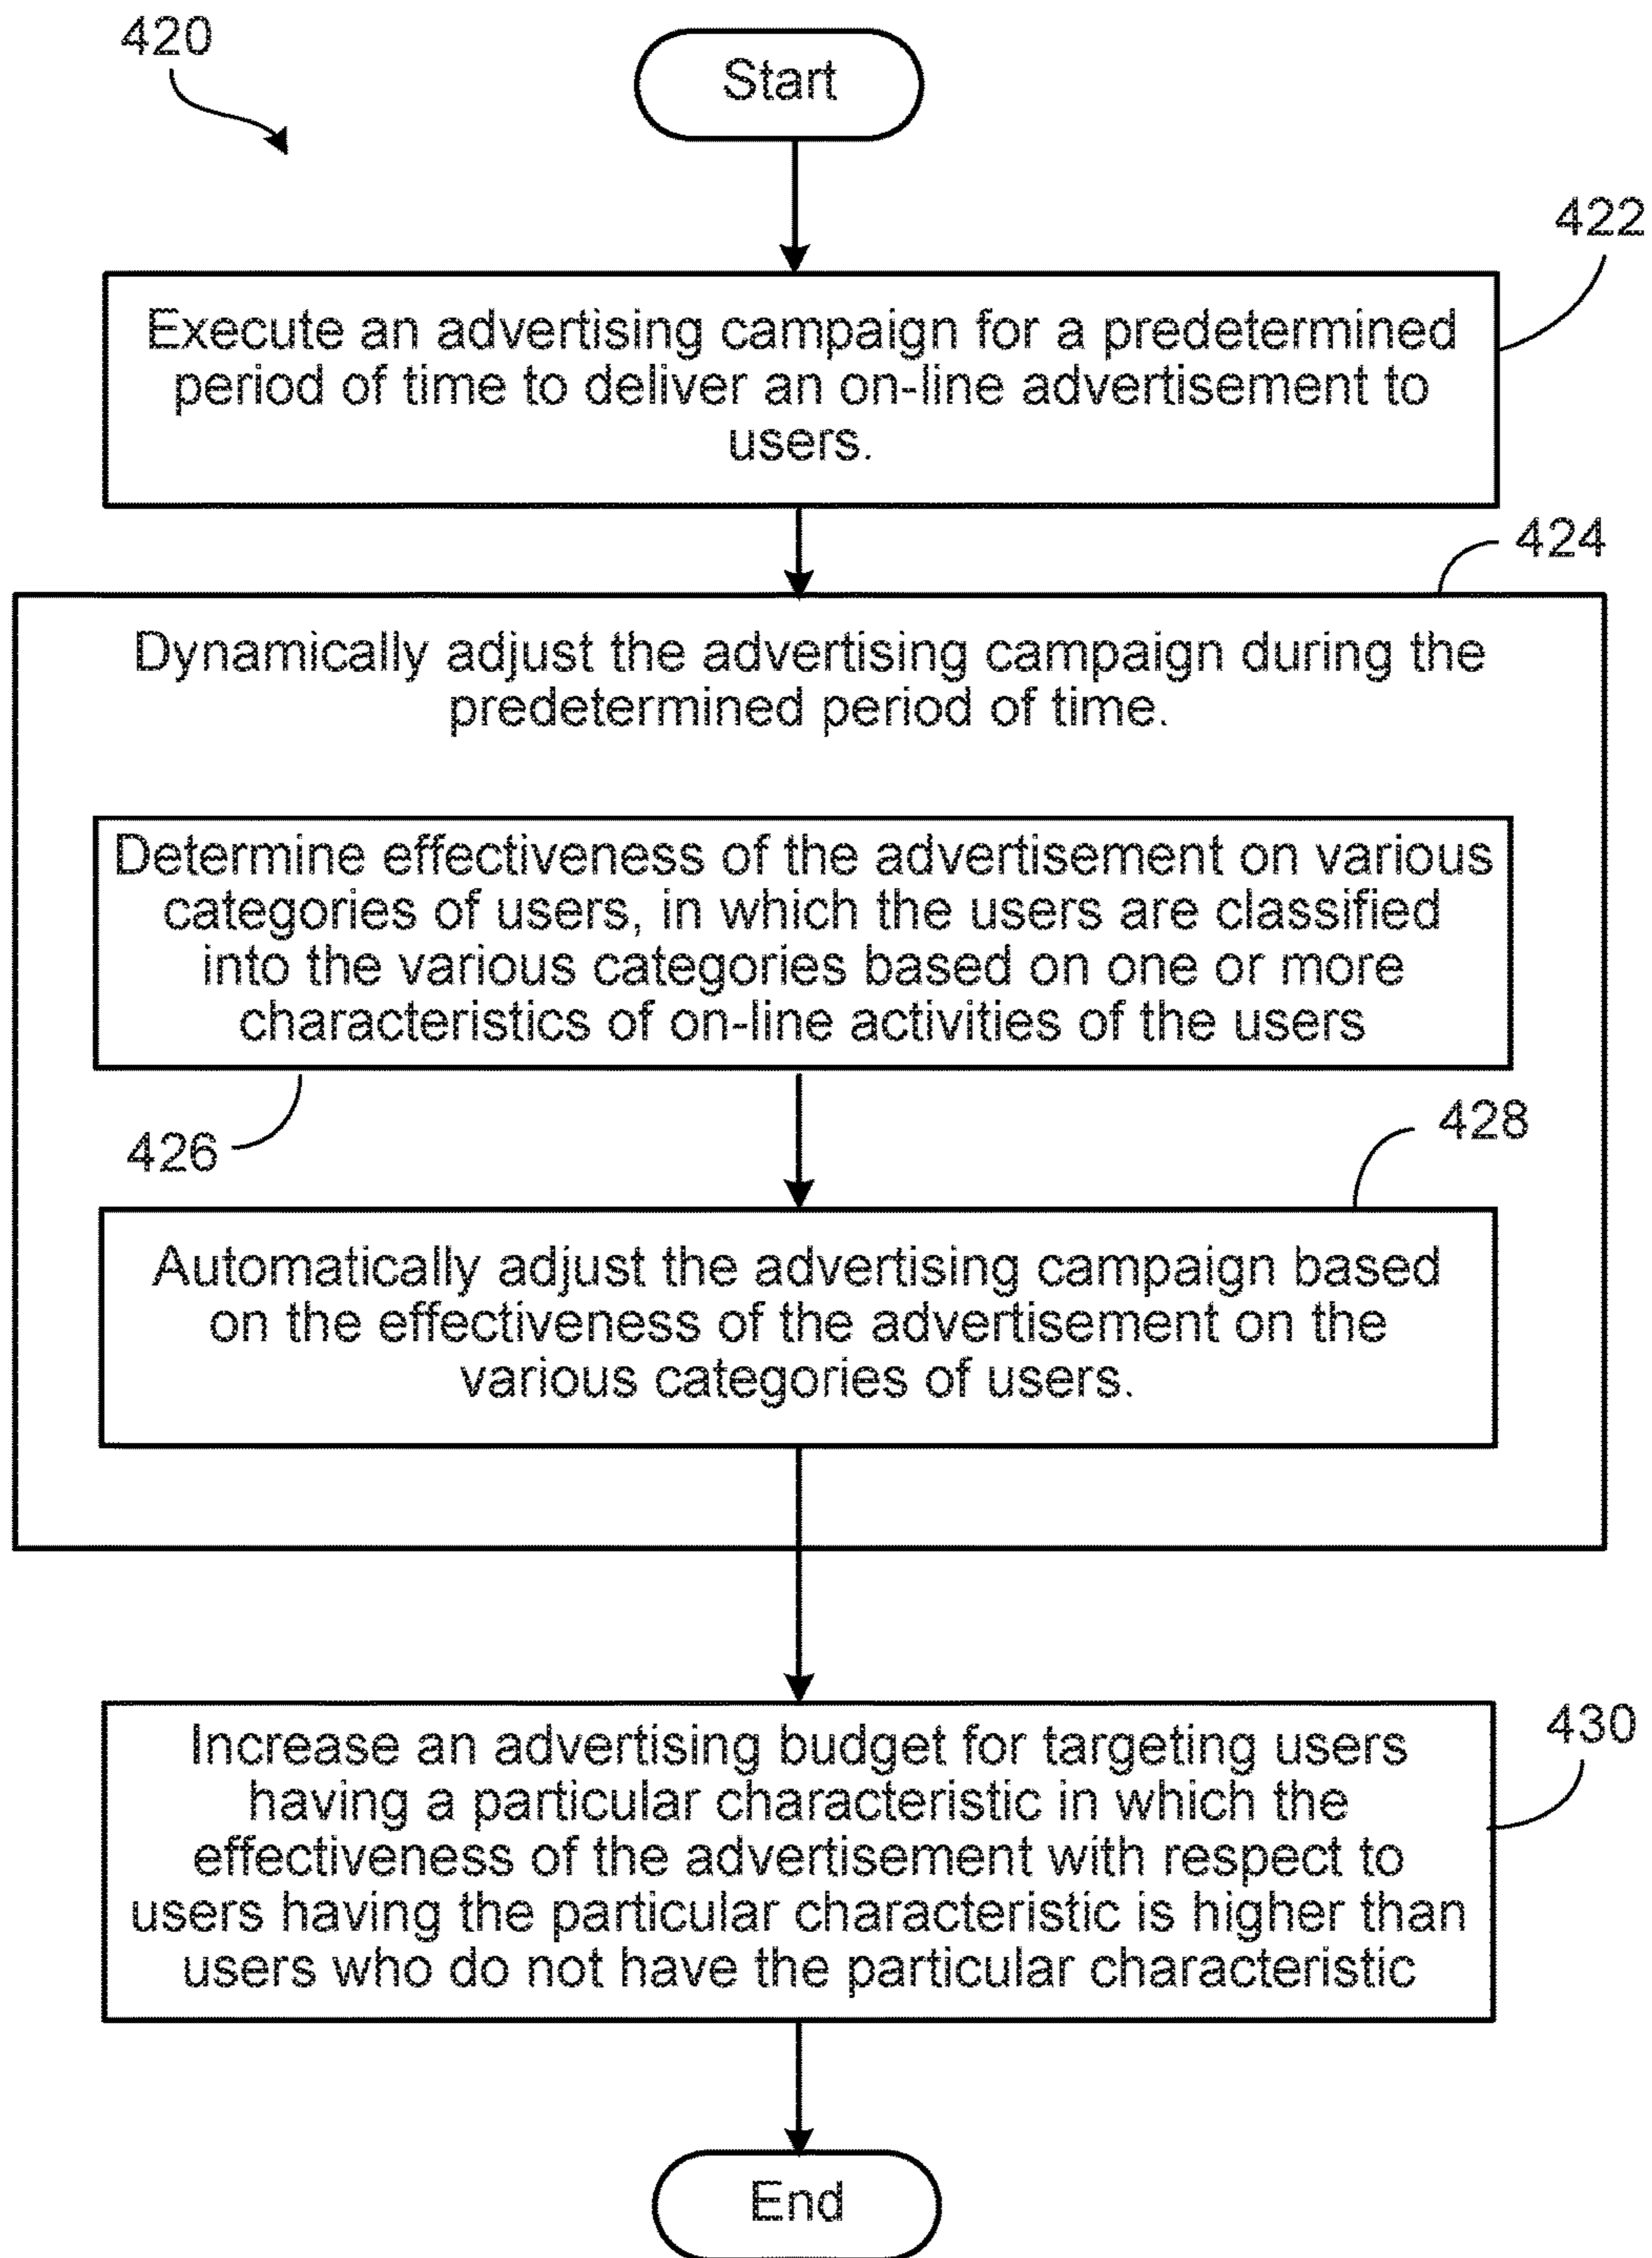 420
Start
422
Execute an advertising campaign for a predetermined
period of time to deliver an on-line advertisement to
users.
424
Dynamically adjust the advertising campaign during the
predetermined period of time.
Determine effectiveness of the advertisement on various
categories of users, in which the users are classified
into the various categories based on one or more
characteristics of on-line activities of the users
426
428
Automatically adjust the advertising campaign based
on the effectiveness of the advertisement on the
various categories of users.
430
Increase an advertising budget for targeting users
having a particular characteristic in which the
effectiveness of the advertisement with respect to
users having the particular characteristic is higher than
users who do not have the particular characteristic
End